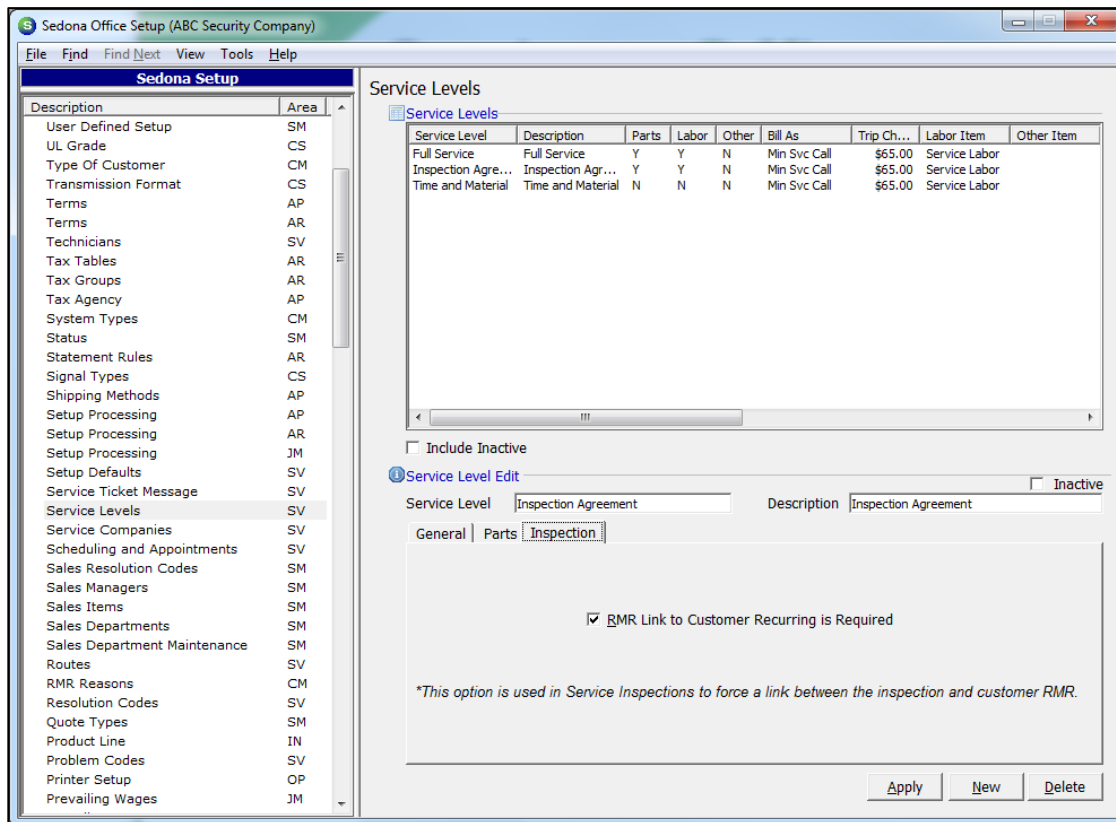 Sedona Office Setup (ABC Security Company)
File Find Find Next View Tools Help
Sedona Setup
Description Area
User Defined Setup SM
UL Grade CS
Type Of Customer CM
Transmission Format CS
Terms AP
Terms AR
Technicians SV
Tax Tables AR
Tax Groups AR
Tax Agency AP
System Types CM
Status SM
Statement Rules AR
Signal Types CS
Shipping Methods AP
Setup Processing AP
Setup Processing AR
Setup Processing JM
Setup Defaults SV
Service Ticket Message SV
Service Levels SV
Service Companies SV
Scheduling and Appointments SV
Sales Resolution Codes SM
Sales Managers SM
Sales Items SM
Sales Departments SM
Sales Department Maintenance SM
Routes SV
RMR Reasons CM
Resolution Codes SV
Quote Types SM
Product Line IN
Problem Codes SV
Printer Setup OP
Prevailing Wages JM
Service Levels
Service Levels
Service Level Description Parts Labor Other Bill As Trip Ch... Labor Item Other Item
Full Service Full Service Y Y N Min Svc Call $65.00 Service Labor
Inspection Agre... Inspection Agr... Y Y N Min Svc Call $65.00 Service Labor
Time and Material Time and Material N N N Min Svc Call $65.00 Service Labor
Include Inactive
Service Level Edit
Inactive
Service Level Inspection Agreement Description Inspection Agreement
General Parts Inspection
RMR Link to Customer Recurring is Required
*This option is used in Service Inspections to force a link between the inspection and customer RMR.
Apply New Delete